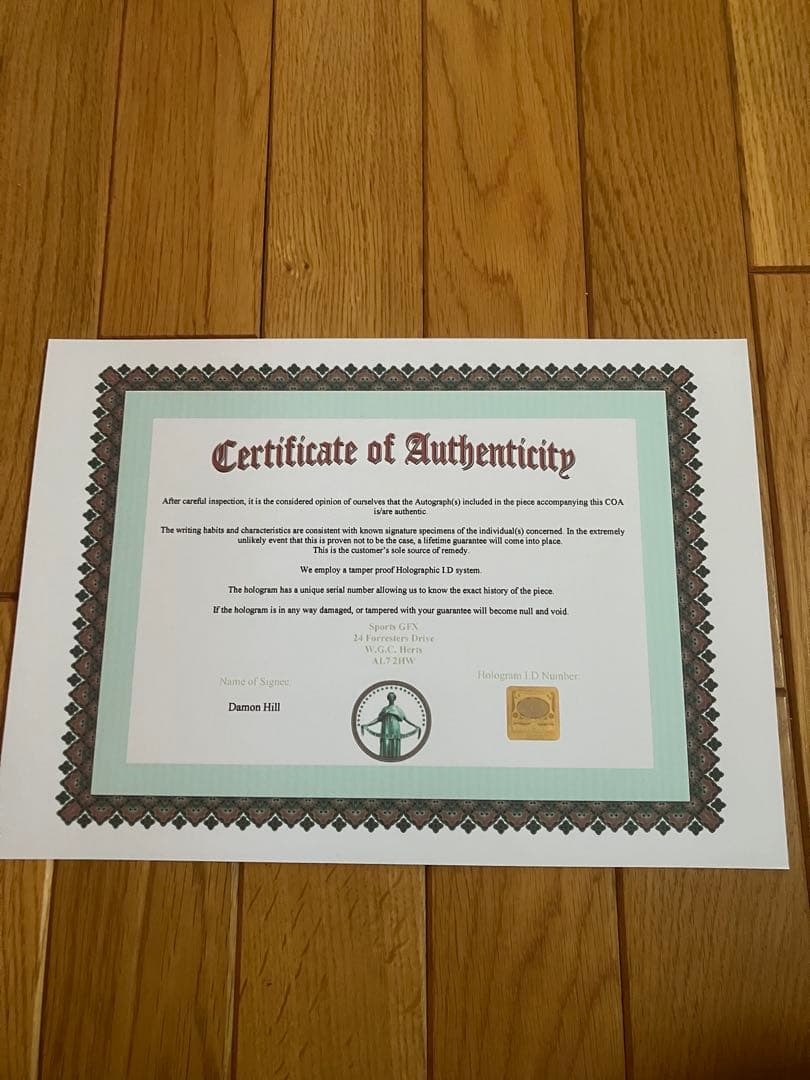 Certificate of Authenticity
After careful inspection, it is the considered opinion of ourselves that the Autograph(s) included in the piece accompanying this COA
is/are authentic.
The writing habits and characteristics are consistent with known signature specimens of the individual(s) concerned. In the extremely
unlikely event that this is proven not to be the case, a lifetime guarantee will come into place.
This is the customer's sole source of remedy.
We employ a tamper proof Holographic I.D system.
The hologram has a unique serial number allowing us to know the exact history of the piece.
If the hologram is in any way damaged, or tampered with your guarantee will become null and void.
Sports GFX
24 Forresters Drive
W.G.C. Herts
AL7 2HW
Name of Signee:
Hologram I.D Number:
Damon Hill